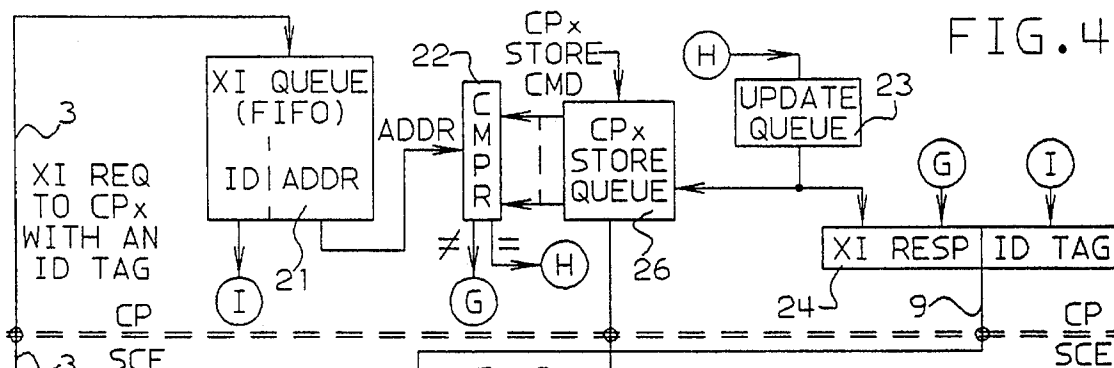 FIG.4
3
XI REQ
TO CPx
WITH AN
ID TAG
XI QUEUE
(FIFO)
ID ADDR
21
I
ADDR
22
CMPR
≠ =
G
H
CPx
STORE
CMD
CPx
STORE
QUEUE
26
H
UPDATE
QUEUE
23
G
I
XI RESP ID TAG
24
9
CP
SCE
3
CP
SCE